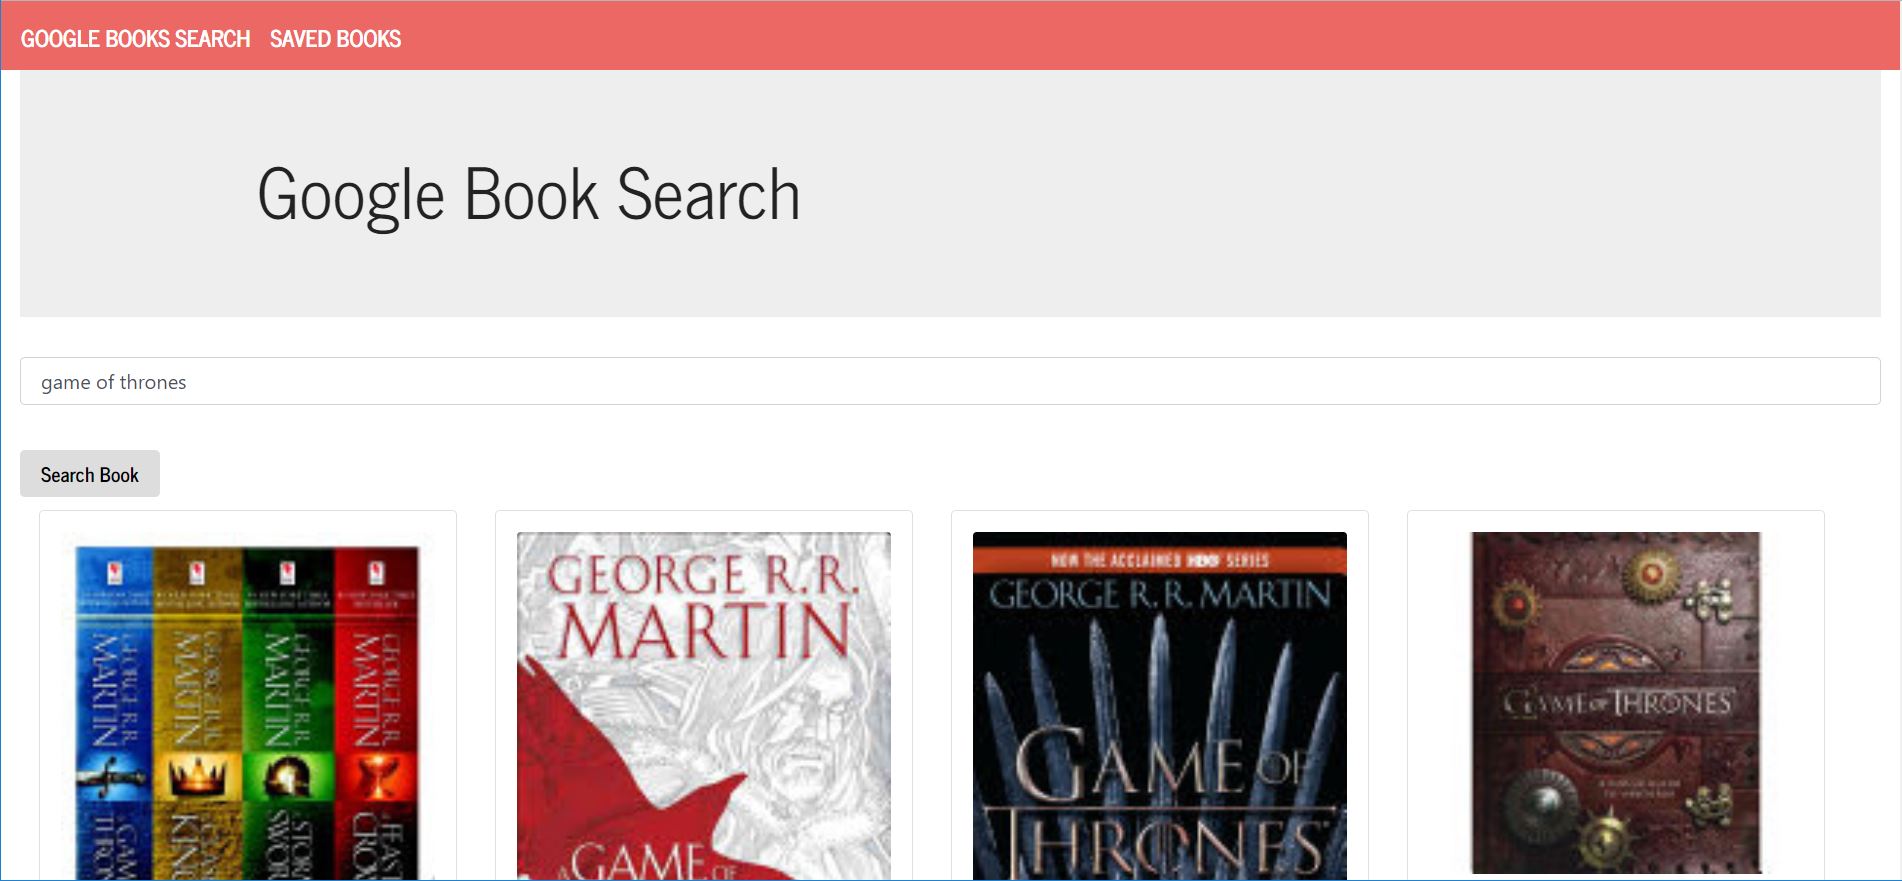 GOOGLE BOOKS SEARCH SAVED BOOKS
Google Book Search
game of thrones
Search Book
GEORGE R.R.
MARTIN
GEORGE R.R.
MARTIN
GEORGE R.R.
MARTIN
GEORGE R.R.
MARTIN
GEORGE R.R.
MARTIN
A GAME OF
NOW THE ACCLAIMED HBO SERIES
GEORGE R. R. MARTIN
GAME OF
THRONES
GAME OF THRONES